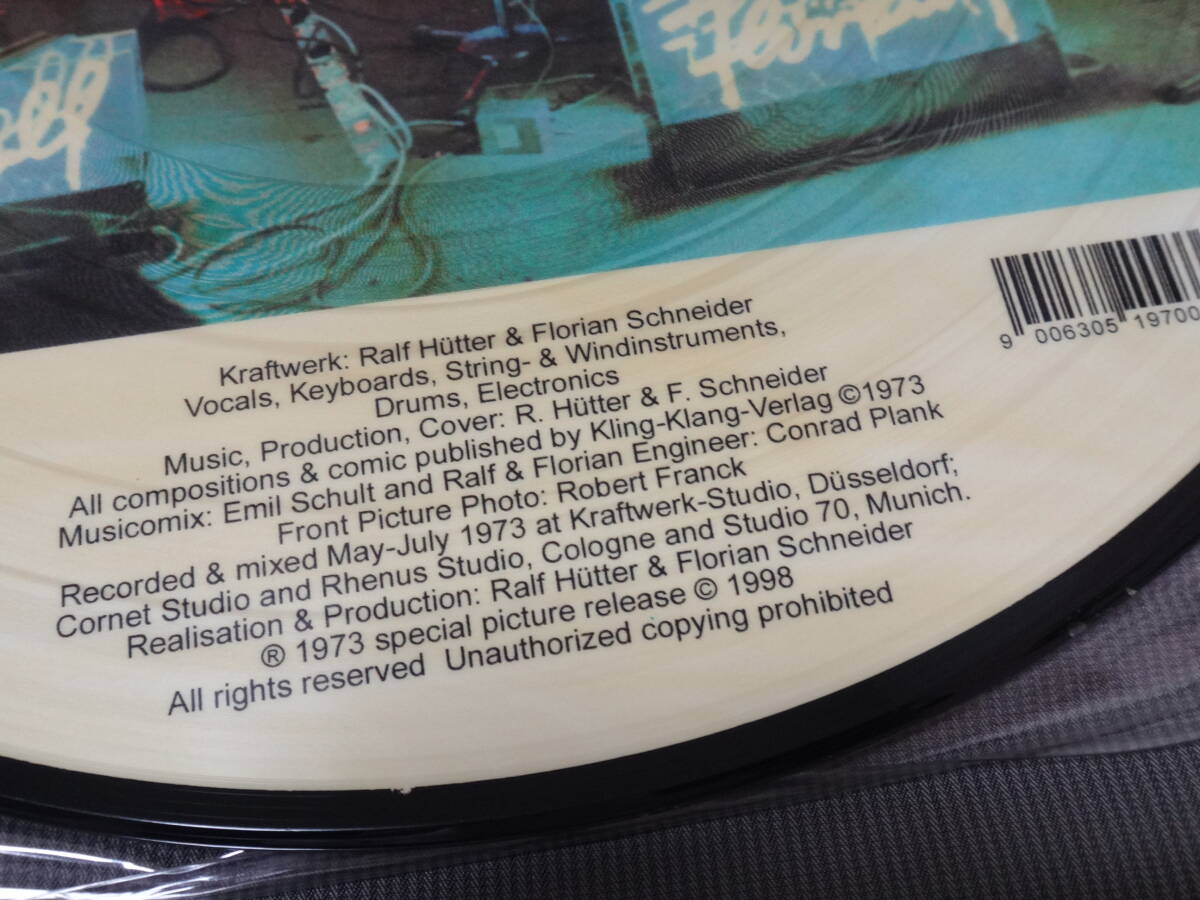 Kraftwerk: Ralf Hütter & Florian Schneider
Vocals, Keyboards, String- & Windinstruments,
Drums, Electronics
Music, Production, Cover: R. Hütter & F. Schneider
All compositions & comic published by Kling-Klang-Verlag ©1973
Musicomix: Emil Schult and Ralf & Florian Engineer: Conrad Plank
Front Picture Photo: Robert Franck
Recorded & mixed May-July 1973 at Kraftwerk-Studio, Düsseldorf;
Cornet Studio and Rhenus Studio, Cologne and Studio 70, Munich.
Realisation & Production: Ralf Hütter & Florian Schneider
® 1973 special picture release © 1998
All rights reserved Unauthorized copying prohibited
9 006305 19700